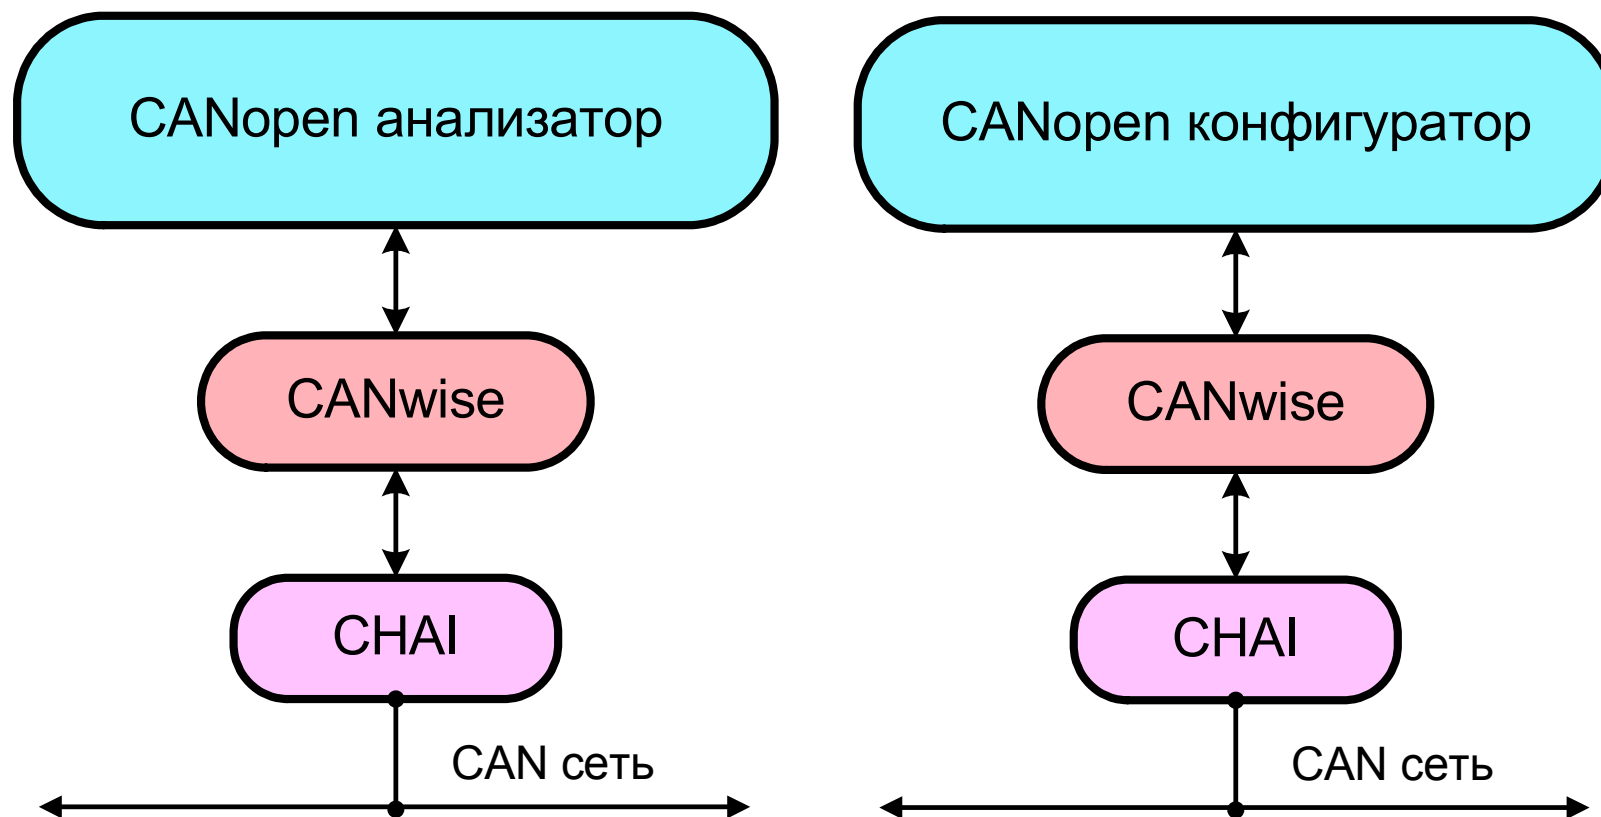 CANopen анализатор
CANwise
CHAI
CAN сеть
CANopen конфигуратор
CANwise
CHAI
CAN сеть